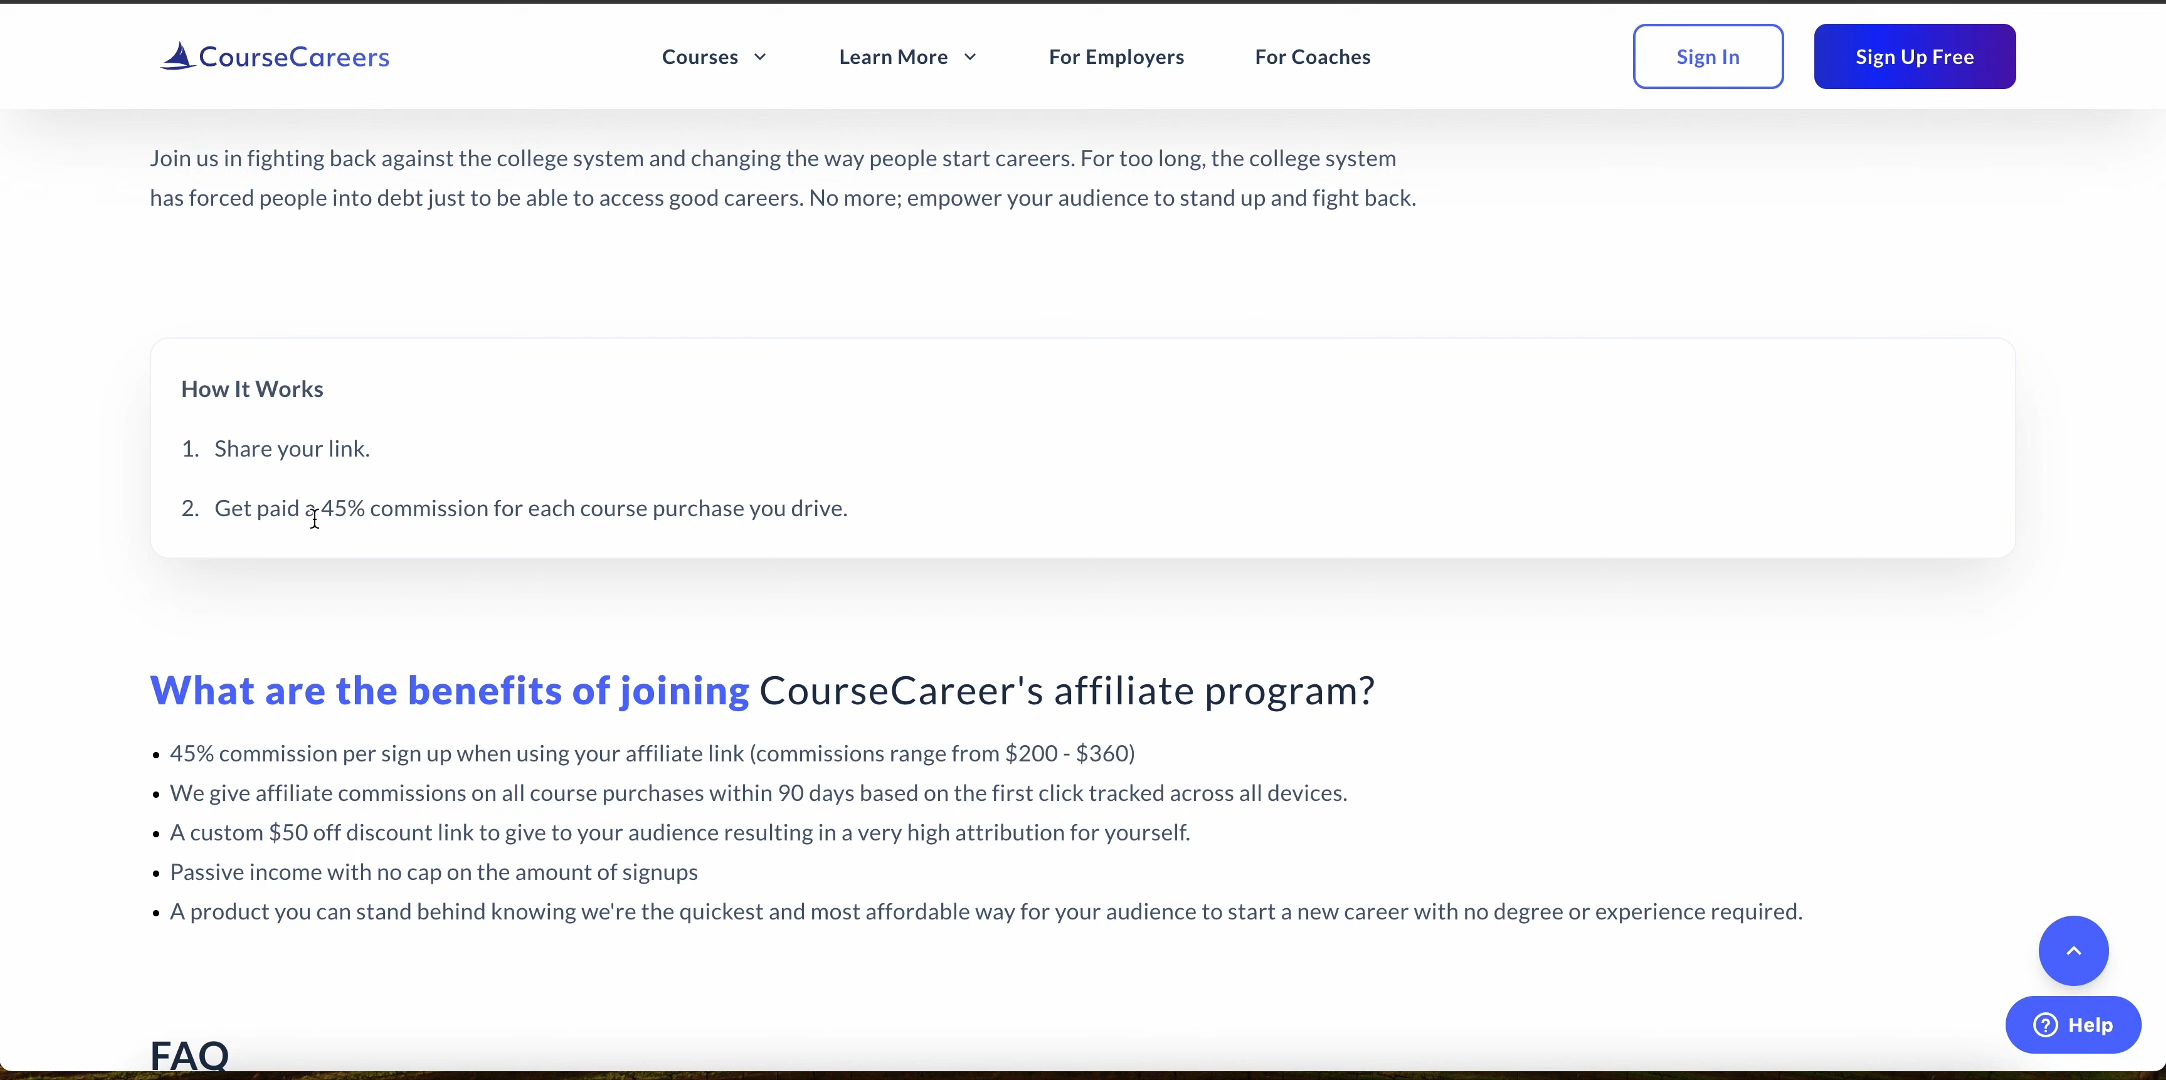 CourseCareers
Courses
Learn More
For Employers
For Coaches
Sign In
Sign Up Free
Join us in fighting back against the college system and changing the way people start careers. For too long, the college system
has forced people into debt just to be able to access good careers. No more; empower your audience to stand up and fight back.
How It Works
1. Share your link.
2. Get paid a 45% commission for each course purchase you drive.
What are the benefits of joining CourseCareer's affiliate program?
• 45% commission per sign up when using your affiliate link (commissions range from $200 - $360)
• We give affiliate commissions on all course purchases within 90 days based on the first click tracked across all devices.
• A custom $50 off discount link to give to your audience resulting in a very high attribution for yourself.
• Passive income with no cap on the amount of signups
• A product you can stand behind knowing we're the quickest and most affordable way for your audience to start a new career with no degree or experience required.
Help
FAQ